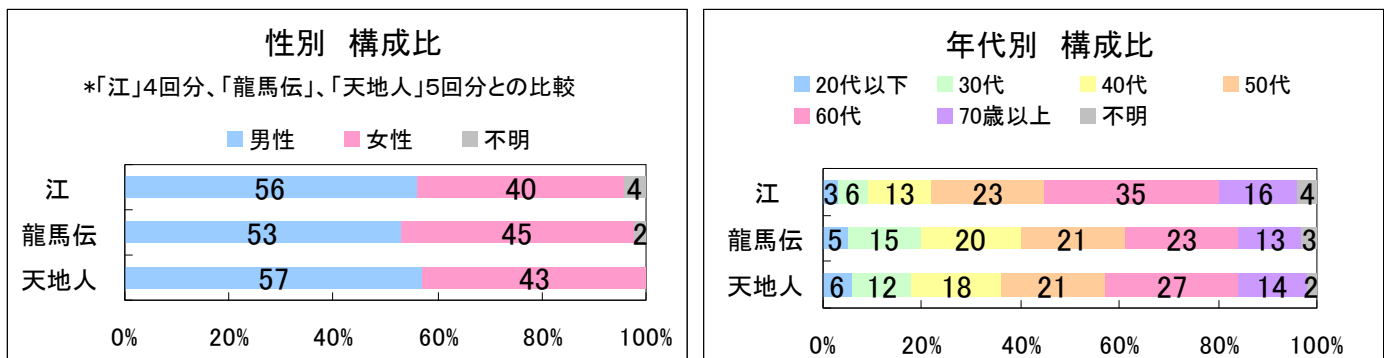 性別 構成比
*「江」4回分、「龍馬伝」、「天地人」5回分との比較
男性 女性 不明
江 56 40 4
龍馬伝 53 45 2
天地人 57 43
0% 20% 40% 60% 80% 100%
年代別 構成比
20代以下 30代 40代 50代
60代 70歳以上 不明
江 3 6 13 23 35 16 4
龍馬伝 5 15 20 21 23 13 3
天地人 6 12 18 21 27 14 2
0% 20% 40% 60% 80% 100%